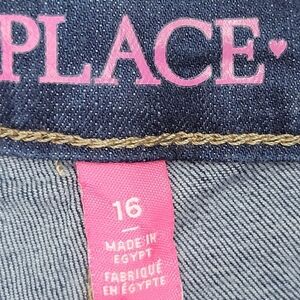 PLACE
16
MADE IN
EGYPT
FABRIQUÉ
EN ÉGYPTE